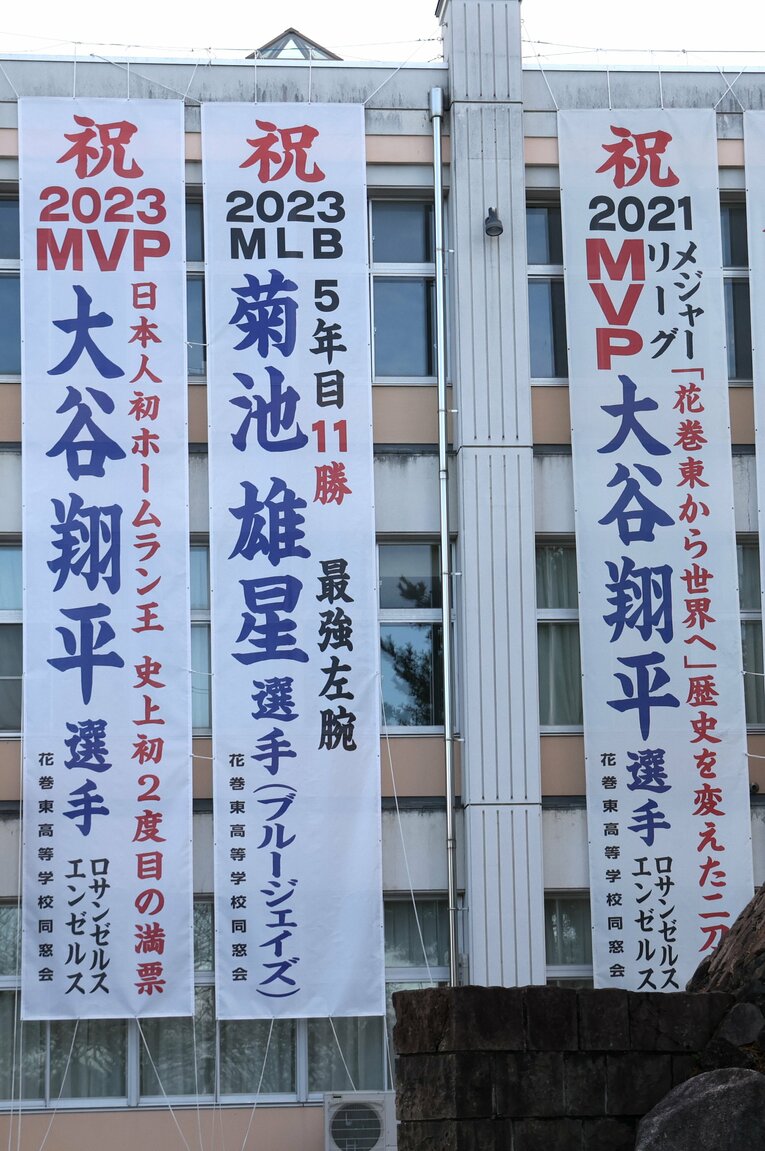 祝
2023
MVP
日本人初ホームラン王 史上初2度目の満票
大谷翔平選手
ロサンゼルス
エンゼルス
花巻東高等学校同窓会
祝
2023
MLB
5年目11勝 最強左腕
菊池雄星選手(ブルージェイズ)
花巻東高等学校同窓会
祝
2021
メジャー
リーグ
MVP
「花巻東から世界へ」歴史を変えた二刀
大谷翔平選手
ロサンゼルス
エンゼルス
花巻東高等学校同窓会